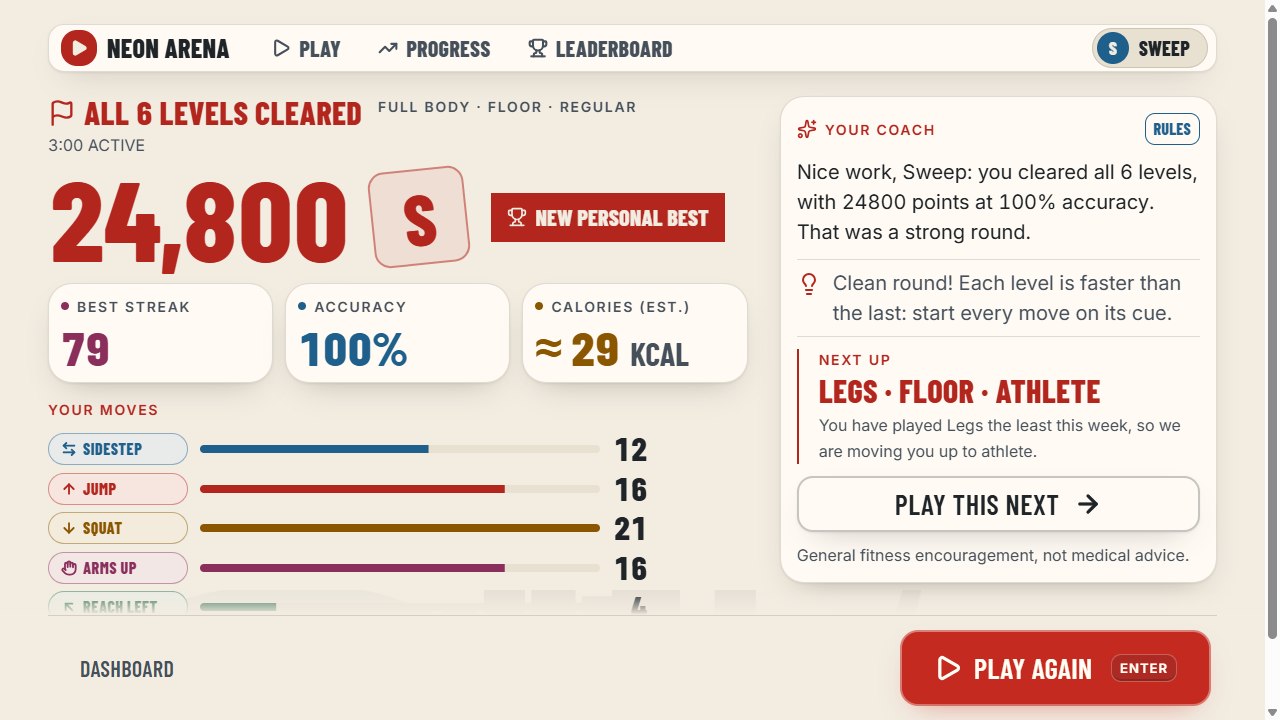 NEON ARENA
PLAY
PROGRESS
LEADERBOARD
S
SWEEP
ALL 6 LEVELS CLEARED
FULL BODY · FLOOR · REGULAR
3:00 ACTIVE
24,800
S
NEW PERSONAL BEST
BEST STREAK
79
ACCURACY
100%
CALORIES (EST.)
≈ 29 KCAL
YOUR MOVES
SIDESTEP
12
JUMP
16
SQUAT
21
ARMS UP
16
REACH LEFT
4
YOUR COACH
RULES
Nice work, Sweep: you cleared all 6 levels,
with 24800 points at 100% accuracy.
That was a strong round.
Clean round! Each level is faster than
the last: start every move on its cue.
NEXT UP
LEGS · FLOOR · ATHLETE
You have played Legs the least this week, so we
are moving you up to athlete.
PLAY THIS NEXT
General fitness encouragement, not medical advice.
DASHBOARD
PLAY AGAIN
ENTER